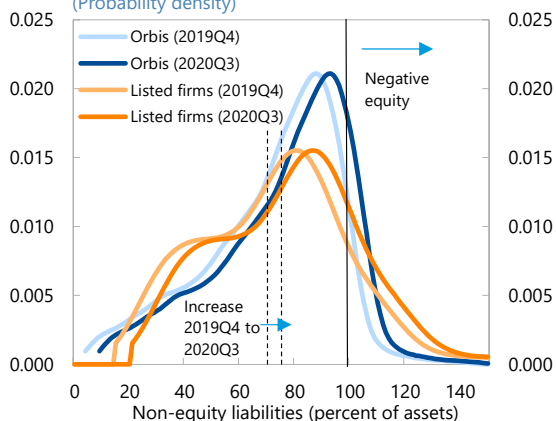 (Probability density)
0.025
0.020
0.015
0.010
0.005
0.000
Orbis (2019Q4)
Orbis (2020Q3)
Listed firms (2019Q4)
Listed firms (2020Q3)
Negative
equity
Increase
2019Q4 to
2020Q3
0.025
0.020
0.015
0.010
0.005
0.000
0 20 40 60 80 100 120 140
Non-equity liabilities (percent of assets)